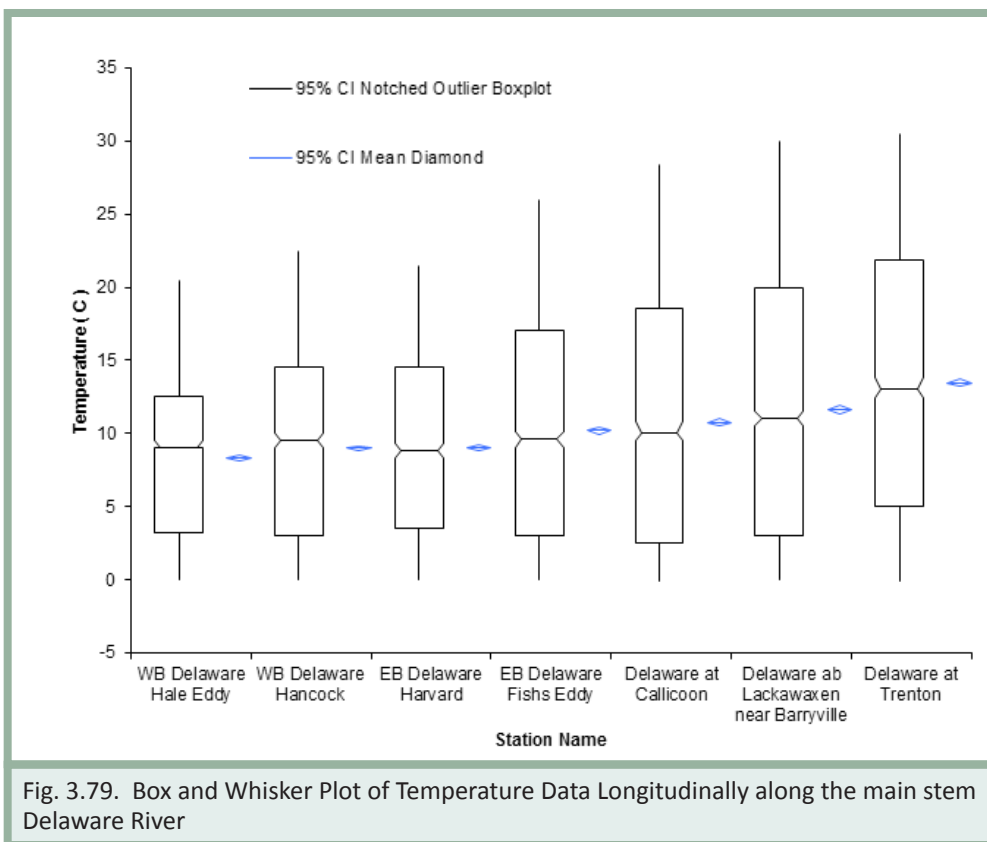 35
30
25
20
15
10
5
0
-5
Temperature ( C )
95% CI Notched Outlier Boxplot
95% CI Mean Diamond
WB Delaware
Hale Eddy
WB Delaware
Hancock
EB Delaware
Harvard
EB Delaware
Fishs Eddy
Delaware at
Callicoon
Delaware ab
Lackawaxen
near Barryville
Delaware at
Trenton
Station Name
Fig. 3.79.  Box and Whisker Plot of Temperature Data Longitudinally along the main stem
Delaware River